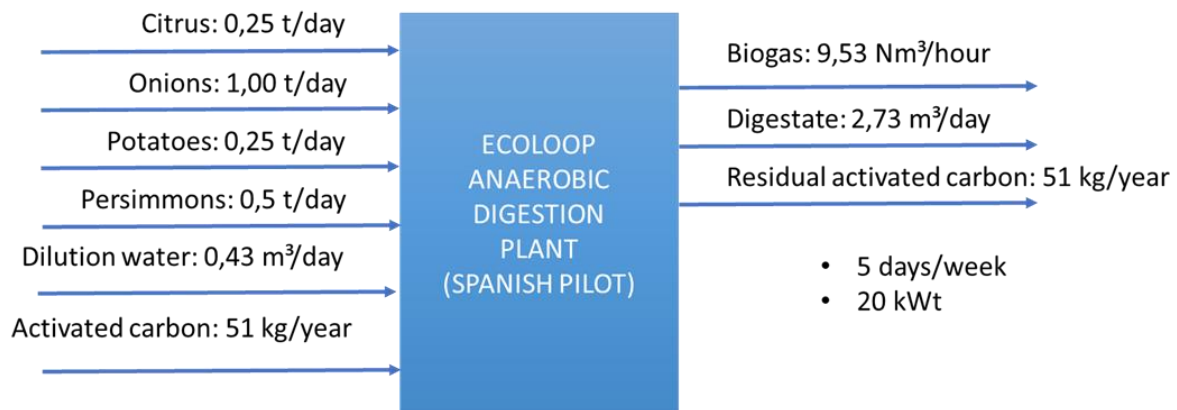 Citrus: 0,25 t/day
Onions: 1,00 t/day
Potatoes: 0,25 t/day
Persimmons: 0,5 t/day
Dilution water: 0,43 m³/day
Activated carbon: 51 kg/year
ECOLOOP
ANAEROBIC
DIGESTION
PLANT
(SPANISH PILOT)
Biogas: 9,53 Nm³/hour
Digestate: 2,73 m³/day
Residual activated carbon: 51 kg/year
• 5 days/week
• 20 kWt